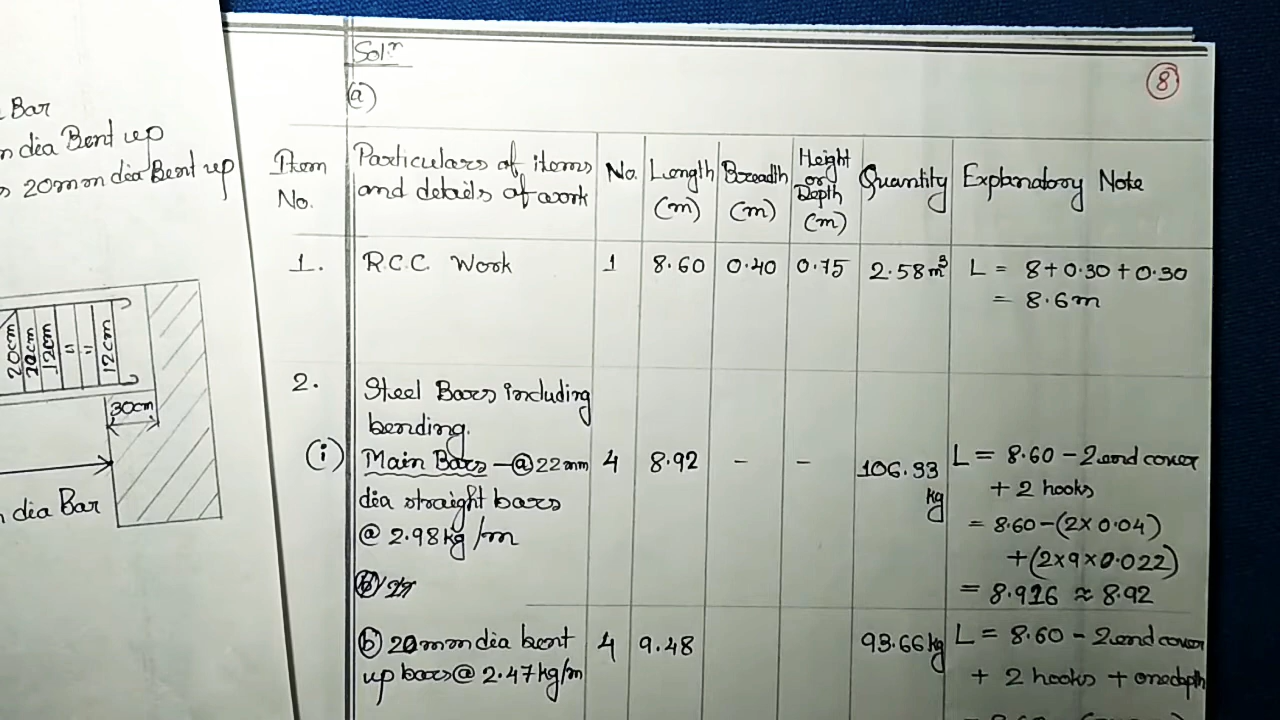 Bar
m dia Bent up
s 20mm dia Bent up
20cm
20cm
12cm
=
=
12cm
30cm
dia Bar
Solⁿ
8
(a)
Item No.
Particulars of items and details of work
No.
Length (m)
Breadth (m)
Height or Depth (m)
Quantity
Explanatory Note
1. R.C.C. Work 1 8.60 0.40 0.75 2.58m³ L = 8+0.30+0.30
= 8.6m
2. Steel Bars including
bending.
(i) Main Bars - @ 22mm 4 8.92 - - 106.33 L = 8.60 - 2 end cover
dia straight bars kg + 2 hooks
@ 2.98kg/m = 8.60-(2×0.04)
+(2×9×0.022)
= 8.916 ≈ 8.92
(b) 20mm dia bent 4 9.48 93.66kg L = 8.60 - 2 end cover
up bars @ 2.47kg/m + 2 hooks + one depth